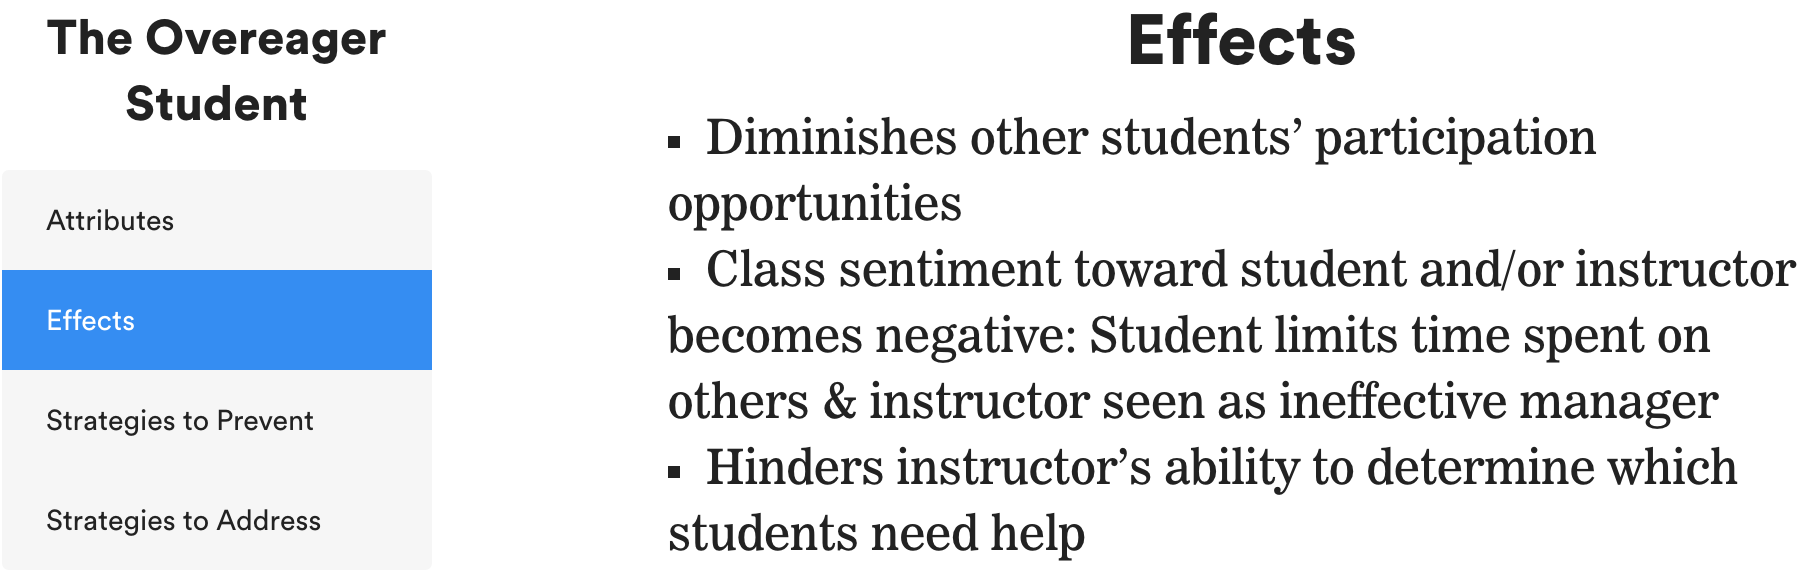 The Overeager
Student
Attributes
Effects
Strategies to Prevent
Strategies to Address
Effects
▪ Diminishes other students’ participation
opportunities
▪ Class sentiment toward student and/or instructor
becomes negative: Student limits time spent on
others & instructor seen as ineffective manager
▪ Hinders instructor’s ability to determine which
students need help